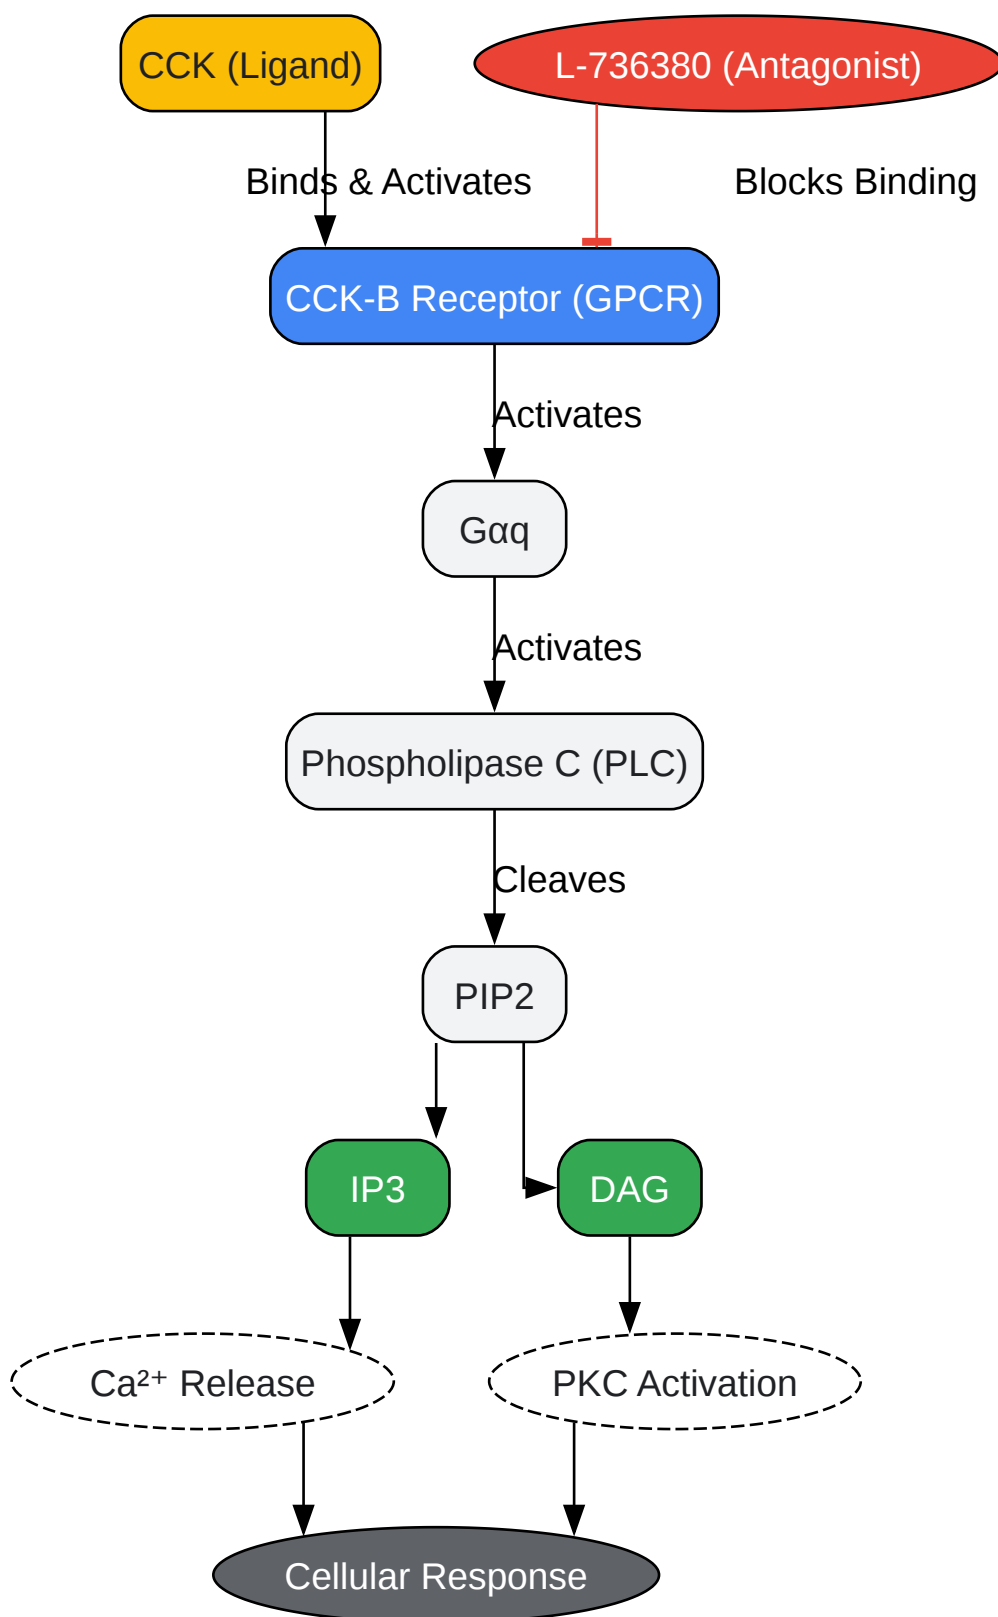 CCK (Ligand)
L-736380 (Antagonist)
Binds & Activates
Blocks Binding
CCK-B Receptor (GPCR)
Activates
Gαq
Activates
Phospholipase C (PLC)
Cleaves
PIP2
IP3
DAG
Ca²⁺ Release
PKC Activation
Cellular Response